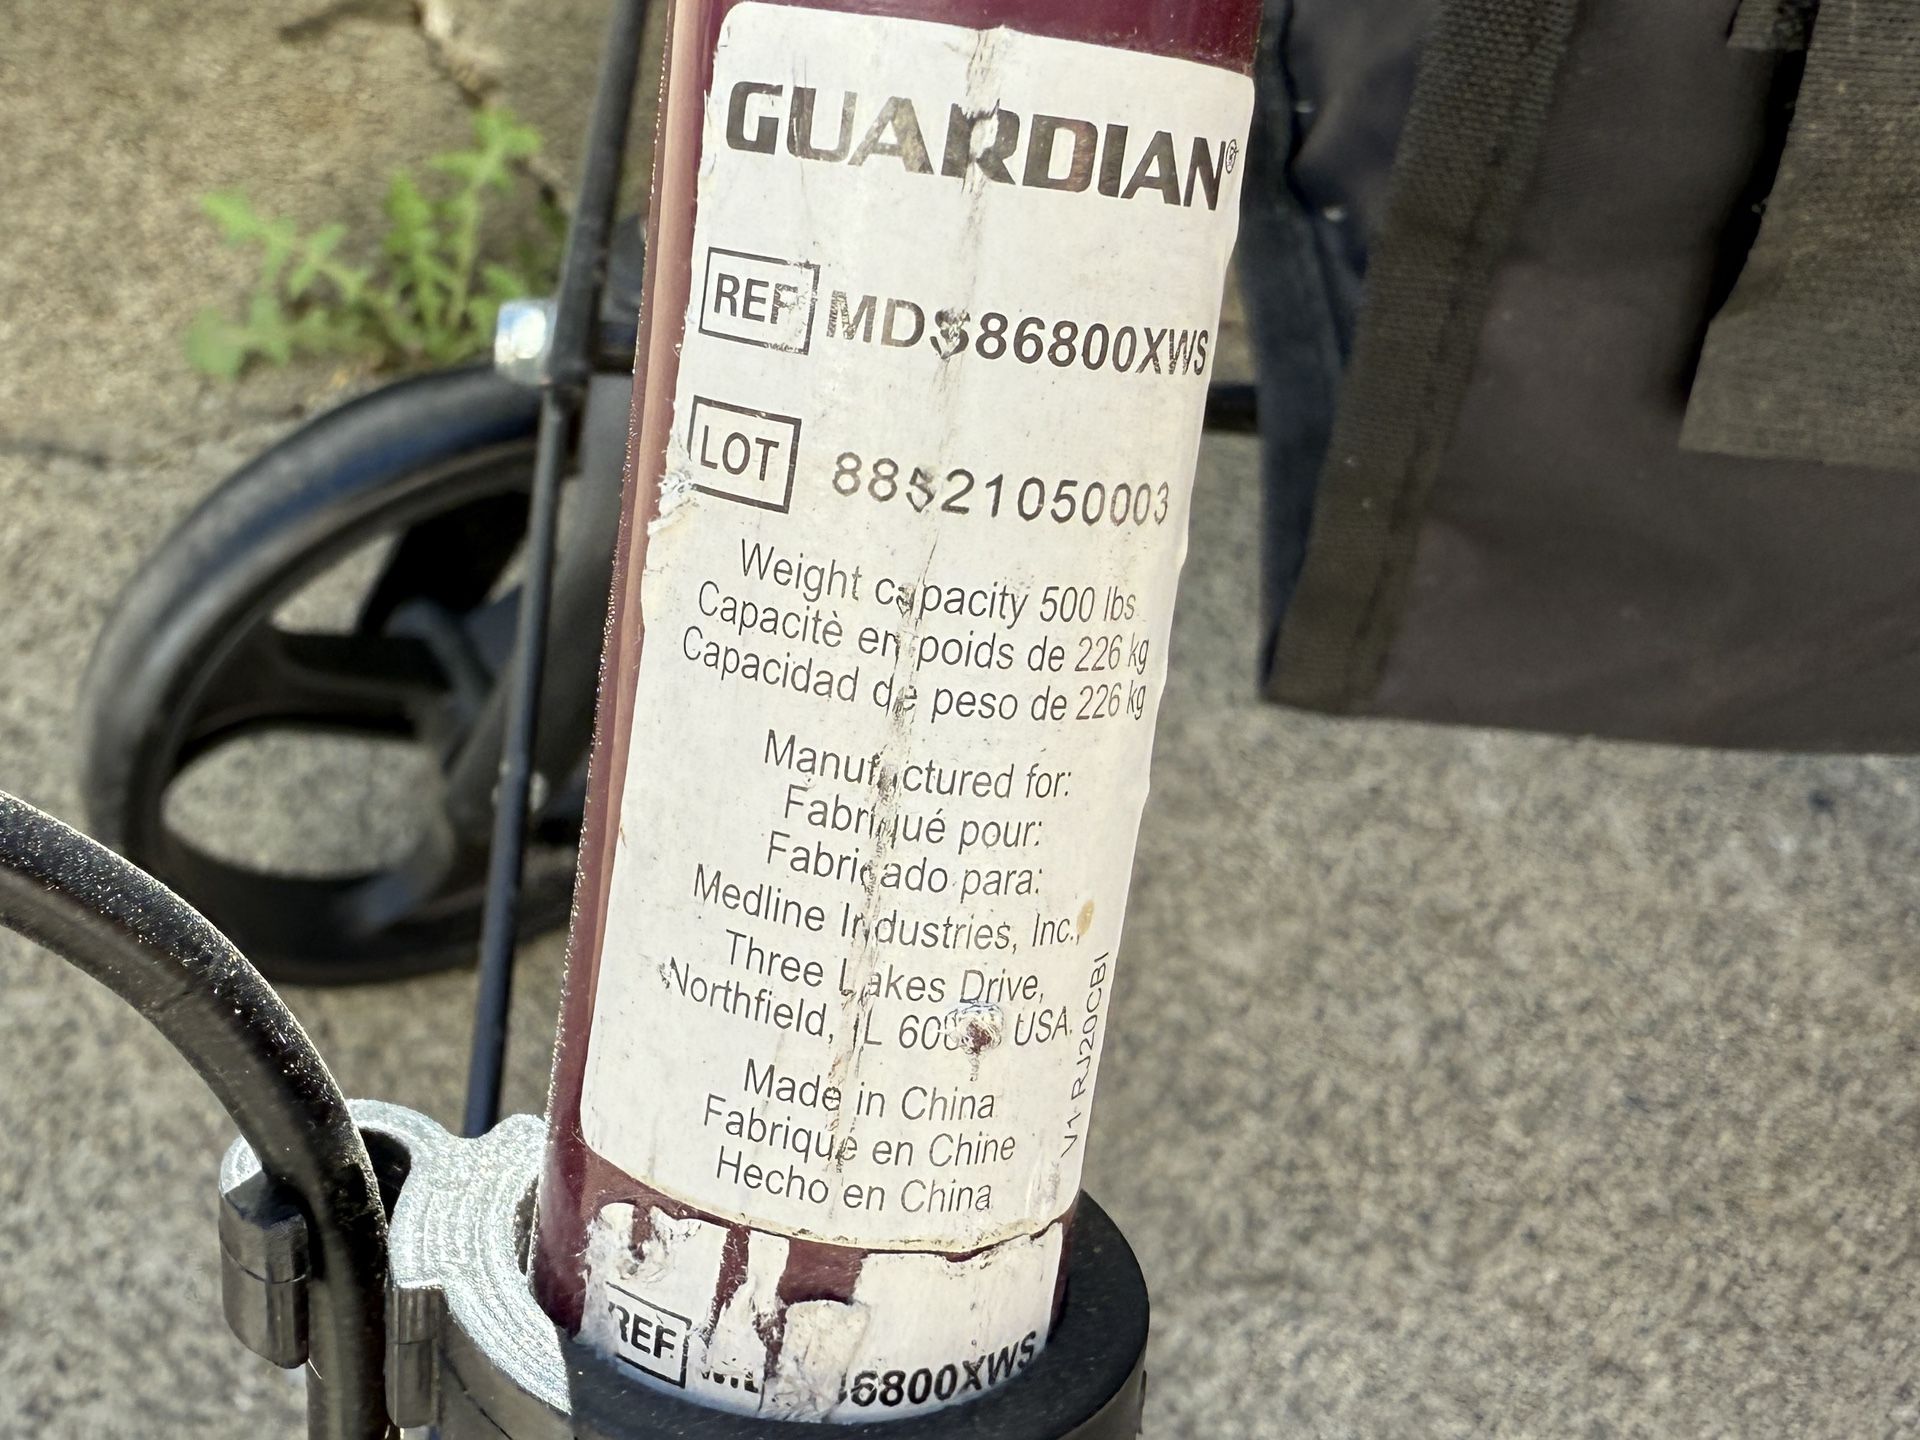 GUARDIAN®
REF MDS86800XWS
LOT 88521050003
Weight capacity 500 lbs
Capacitè en poids de 226 kg
Capacidad de peso de 226 kg
Manufactured for:
Fabriqué pour:
Fabricado para:
Medline Industries, Inc.,
Three Lakes Drive,
Northfield, IL USA
Made in China
Fabrique en Chine
Hecho en China
V1 RJ20CBI
REF 6800XWS